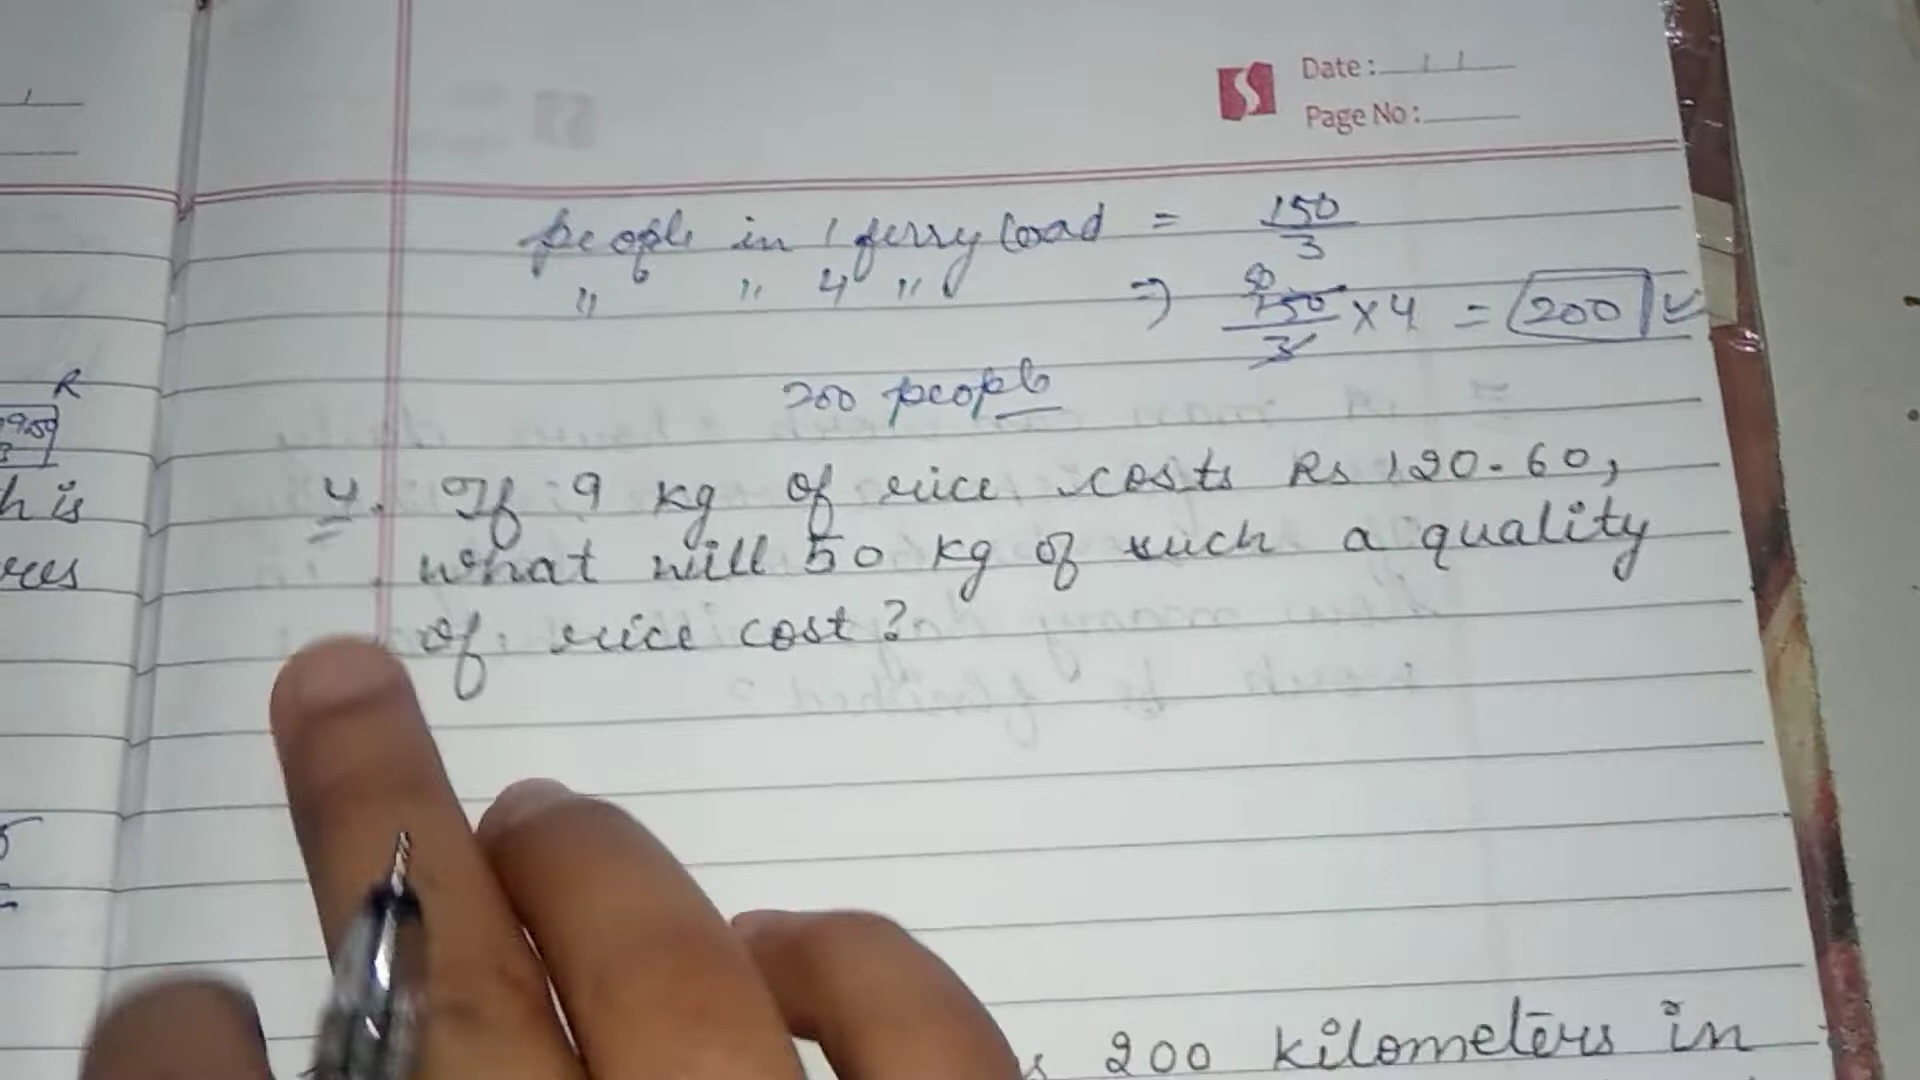 Date: / /
Page No:
people in 1 ferry load = 150/3
" " 4 " ⇒ 50 150/3 × 4 = 200
200 people
R
4. If 9 kg of rice costs Rs 120.60,
what will 50 kg of such a quality
of rice cost?
h is
200 kilometers in